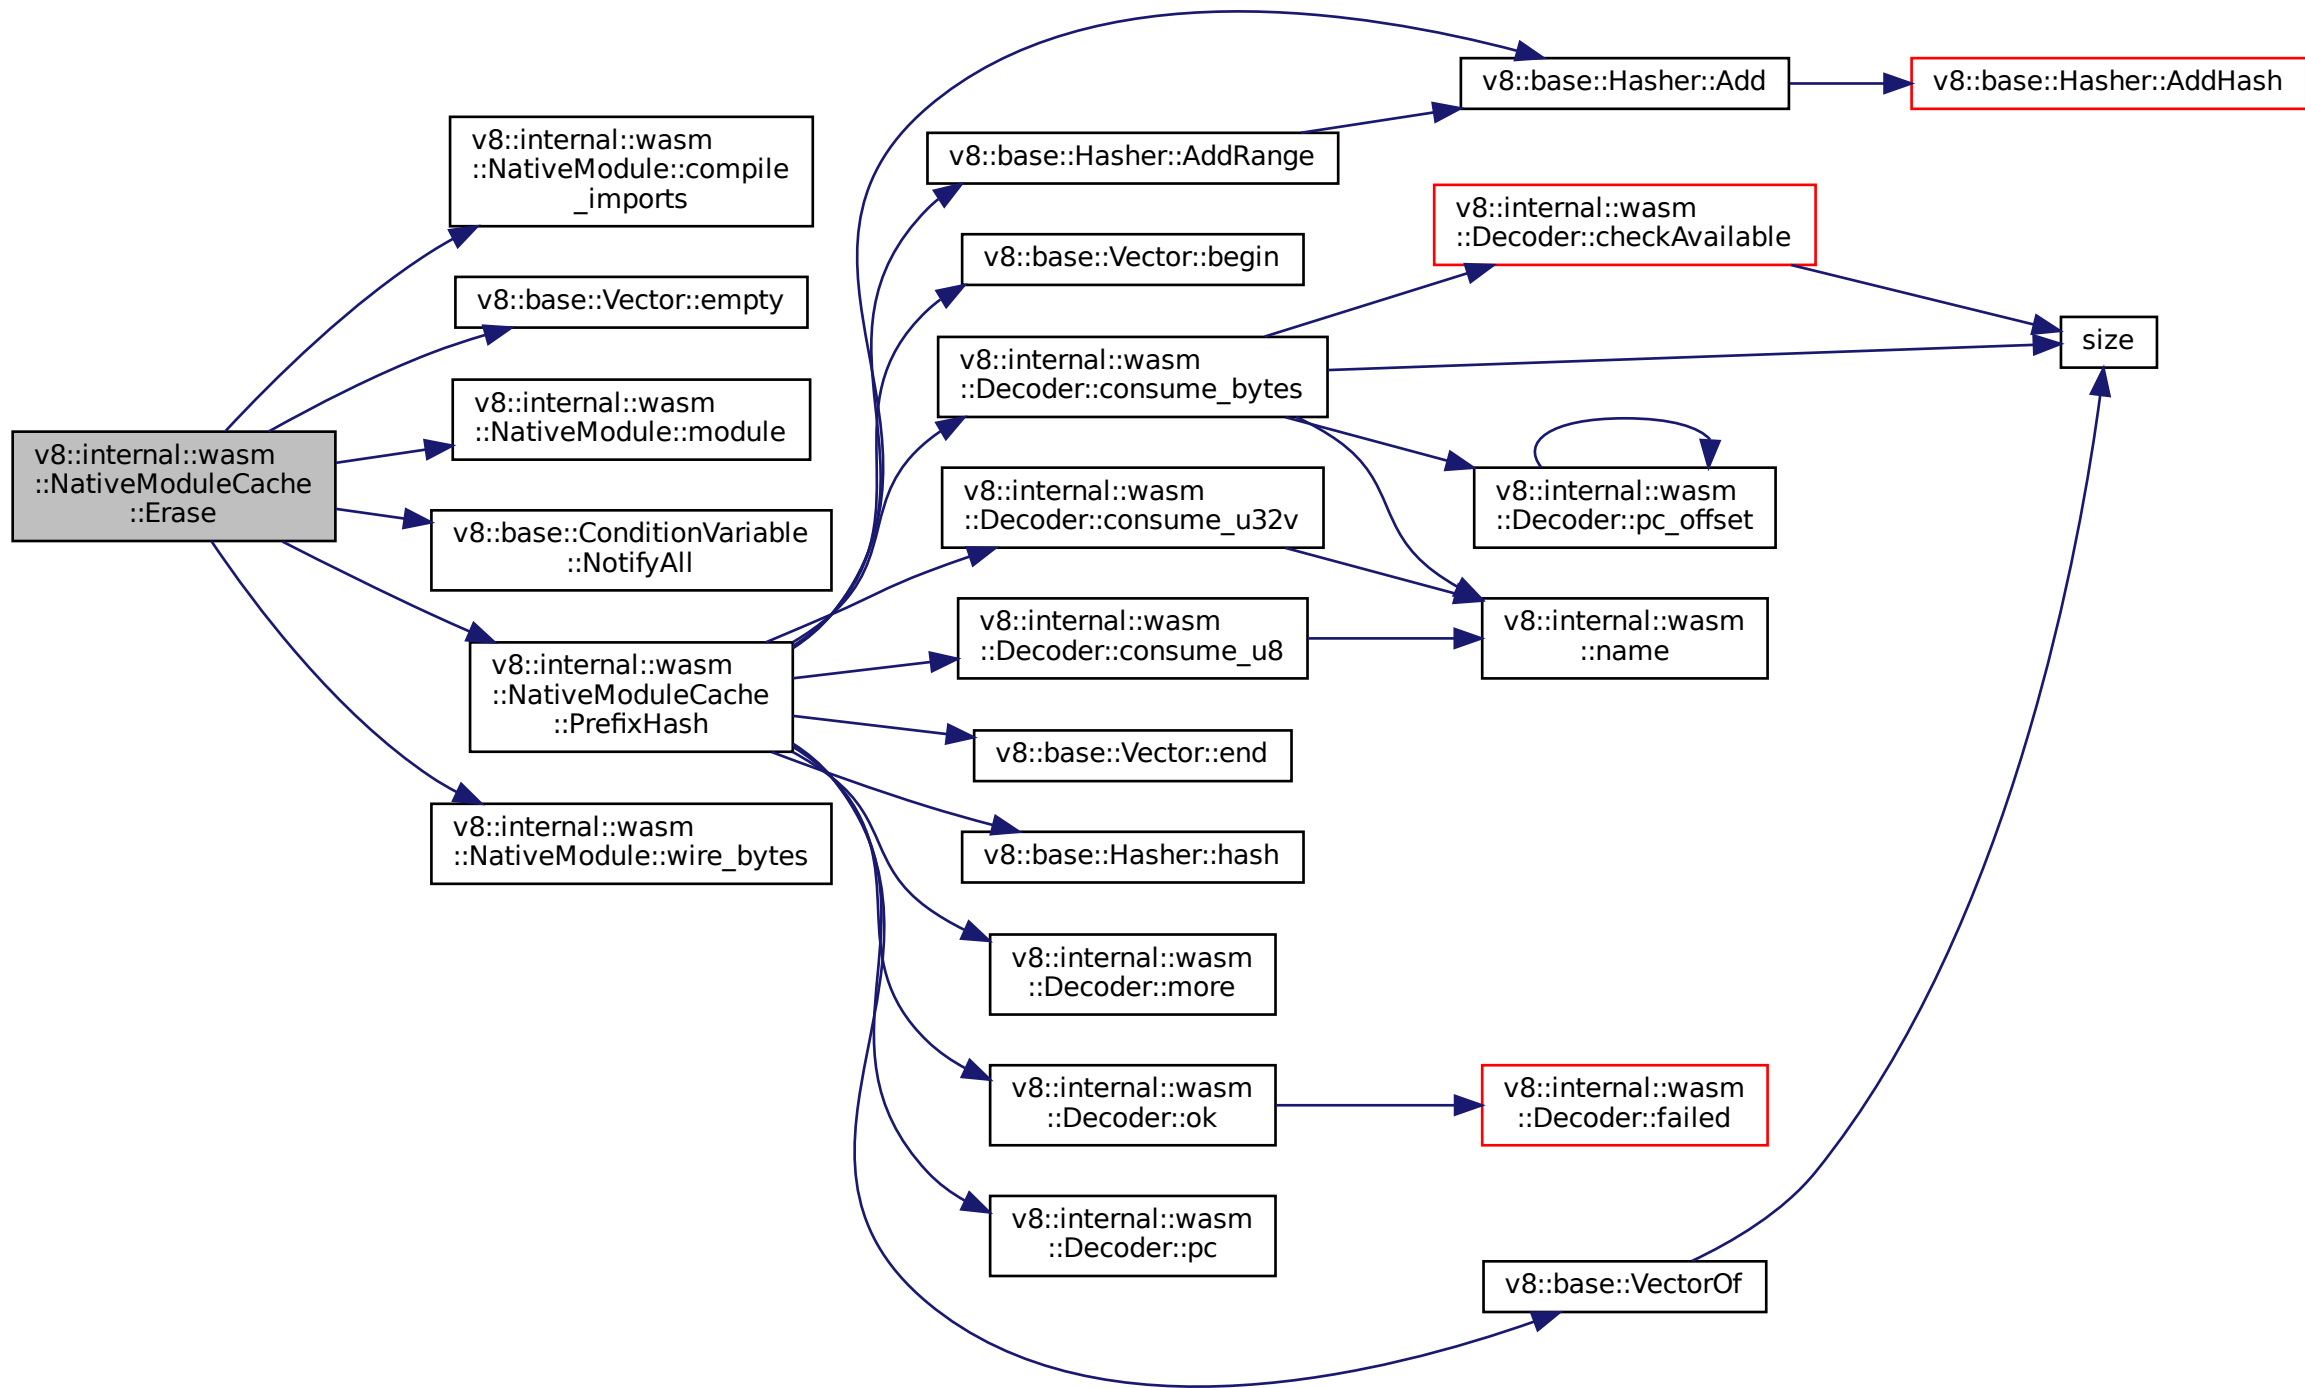 v8::internal::wasm
::NativeModuleCache
::Erase
v8::internal::wasm
::NativeModule::compile
_imports
v8::base::Vector::empty
v8::internal::wasm
::NativeModule::module
v8::base::ConditionVariable
::NotifyAll
v8::internal::wasm
::NativeModuleCache
::PrefixHash
v8::internal::wasm
::NativeModule::wire_bytes
v8::base::Hasher::AddRange
v8::base::Vector::begin
v8::internal::wasm
::Decoder::consume_bytes
v8::internal::wasm
::Decoder::consume_u32v
v8::internal::wasm
::Decoder::consume_u8
v8::base::Vector::end
v8::base::Hasher::hash
v8::internal::wasm
::Decoder::more
v8::internal::wasm
::Decoder::ok
v8::internal::wasm
::Decoder::pc
v8::base::Hasher::Add
v8::internal::wasm
::Decoder::checkAvailable
v8::internal::wasm
::Decoder::pc_offset
v8::internal::wasm
::name
v8::internal::wasm
::Decoder::failed
v8::base::VectorOf
v8::base::Hasher::AddHash
size